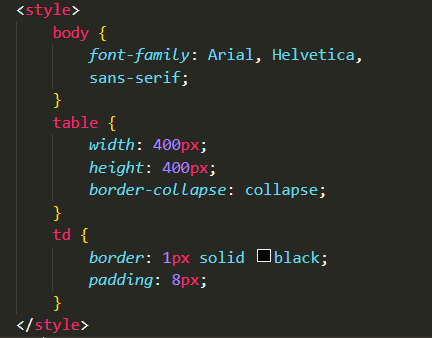 <style>
body {
font-family: Arial, Helvetica,
sans-serif;
}
table {
width: 400px;
height: 400px;
border-collapse: collapse;
}
td {
border: 1px solid black;
padding: 8px;
}
</style>